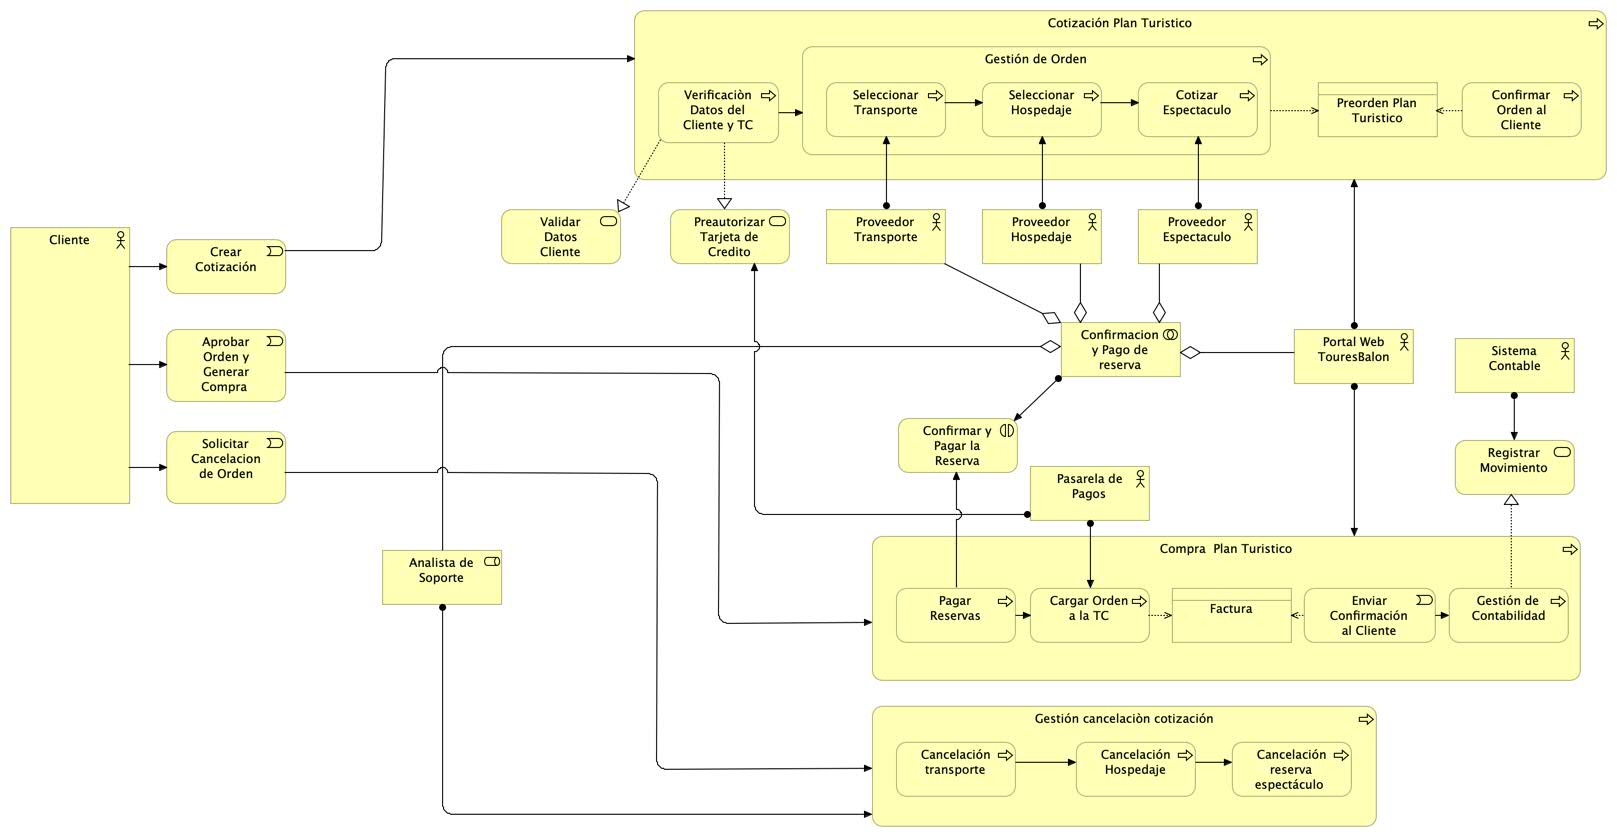 Cotización Plan Turistico
Gestión de Orden
Verificaciòn
Datos del
Cliente y TC
Seleccionar
Transporte
Seleccionar
Hospedaje
Cotizar
Espectaculo
Preorden Plan
Turistico
Confirmar
Orden al
Cliente
Validar
Datos
Cliente
Preautorizar
Tarjeta de
Credito
Proveedor
Transporte
Proveedor
Hospedaje
Proveedor
Espectaculo
Cliente
Crear
Cotización
Aprobar
Orden y
Generar
Compra
Solicitar
Cancelacion
de Orden
Confirmacion
y Pago de
reserva
Portal Web
TouresBalon
Sistema
Contable
Confirmar y
Pagar la
Reserva
Registrar
Movimiento
Pasarela de
Pagos
Analista de
Soporte
Compra  Plan Turistico
Pagar
Reservas
Cargar Orden
a la TC
Factura
Enviar
Confirmación
al Cliente
Gestión de
Contabilidad
Gestión cancelaciòn cotización
Cancelación
transporte
Cancelación
Hospedaje
Cancelación
reserva
espectáculo